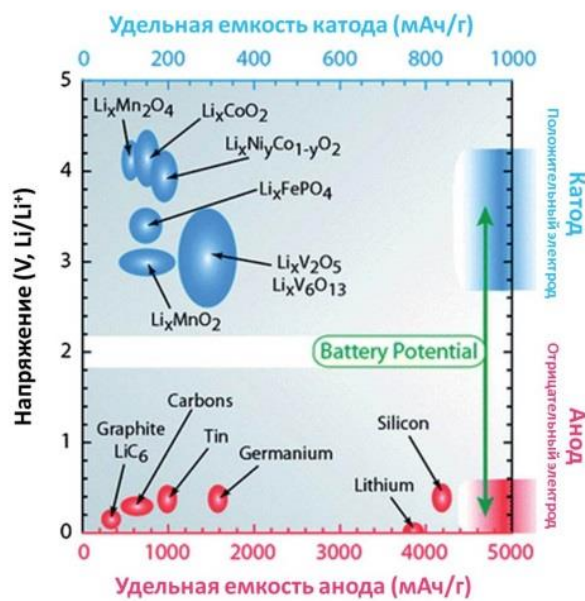 Удельная емкость катода (мАч/г)
0 200 400 600 800 1000
Напряжение (V, Li/Li⁺)
5
4
3
2
1
0
LiₓMn₂O₄
LiₓCoO₂
LiₓNiᵧCo₁₋ᵧO₂
LiₓFePO₄
LiₓV₂O₅
LiₓV₆O₁₃
LiₓMnO₂
Положительный электрод
Катод
Battery Potential
Carbons
Graphite
LiC₆
Tin
Germanium
Silicon
Lithium
Отрицательный электрод
Анод
0 1000 2000 3000 4000 5000
Удельная емкость анода (мАч/г)